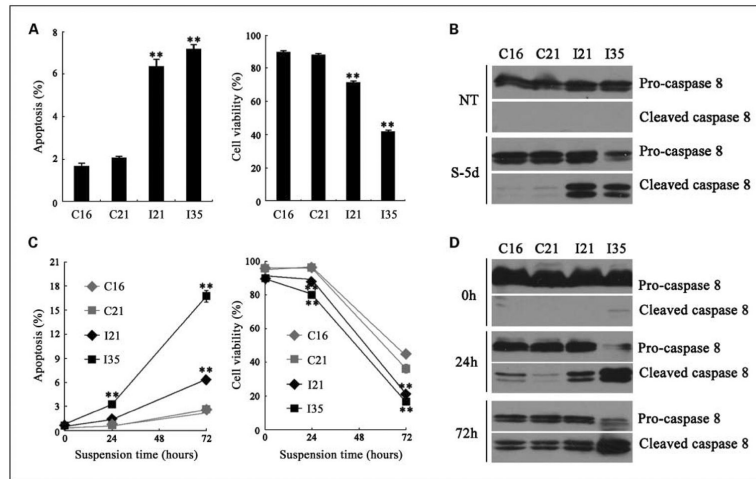 A
Apoptosis (%)
8
6
4
2
0
C16 C21 I21 I35
** **
Cell viability (%)
100
80
60
40
20
0
C16 C21 I21 I35
** **
B
C16 C21 I21 I35
NT
Pro-caspase 8
Cleaved caspase 8
S-5d
Pro-caspase 8
Cleaved caspase 8
C
Apoptosis (%)
21
18
15
12
9
6
3
0
C16
C21
I21
I35
**
**
**
0 24 48 72
Suspension time (hours)
Cell viability (%)
100
80
60
40
20
0
C16
C21
I21
I35
**
**
**
**
0 24 48 72
Suspension time (hours)
D
C16 C21 I21 I35
0h
Pro-caspase 8
Cleaved caspase 8
24h
Pro-caspase 8
Cleaved caspase 8
72h
Pro-caspase 8
Cleaved caspase 8